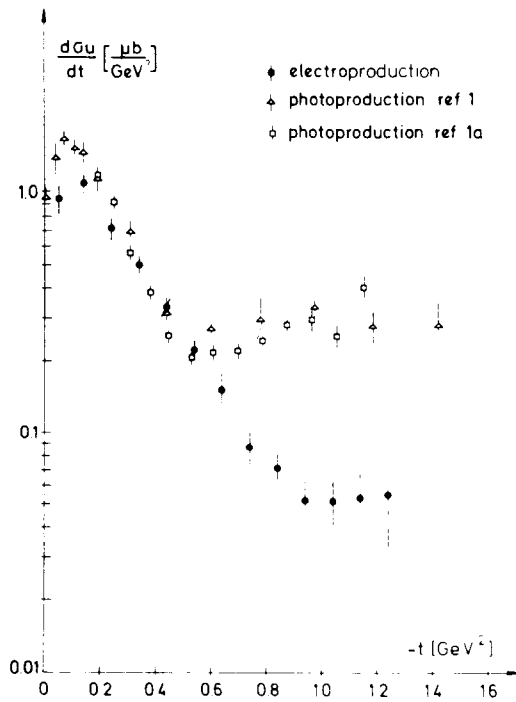 dσu/dt [μb/GeV²]
electroproduction
photoproduction ref 1
photoproduction ref 1a
1.0
0.1
0.01
-t [GeV²]
0 0.2 0.4 0.6 0.8 1.0 1.2 1.4 1.6